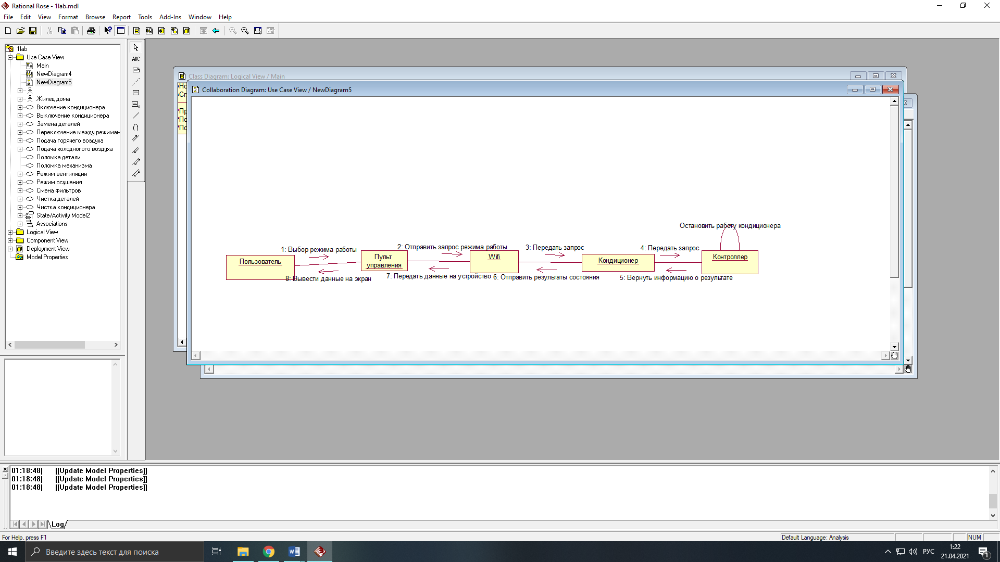 Rational Rose - 1lab.mdl
File Edit View Format Browse Report Tools Add-Ins Window Help
1lab
Use Case View
Main
NewDiagram4
NewDiagram5
Жилец дома
Включение кондиционера
Выключение кондиционера
Замена деталей
Переключение между режимам
Подача горячего воздуха
Подача холодного воздуха
Поломка детали
Поломка механизма
Режим вентиляции
Режим осушения
Смена фильтров
Чистка деталей
Чистка кондиционера
State/Activity Model2
Associations
Logical View
Component View
Deployment View
Model Properties
ABC
Class Diagram: Logical View / Main
Но
Сп
Пр
По
По
Collaboration Diagram: Use Case View / NewDiagram5
Остановить работу кондиционера
1: Выбор режима работы
2: Отправить запрос режима работы
3: Передать запрос
4: Передать запрос
Пользователь
Пульт
управления
Wifi
Кондиционер
Контроллер
8: Вывести данные на экран
7: Передать данные на устройство
6: Отправить результаты состояния
5: Вернуть информацию о результате
01:18:48| [[Update Model Properties]]
01:18:48| [[Update Model Properties]]
01:18:48| [[Update Model Properties]]
Log
For Help, press F1
Default Language: Analysis
NUM
Введите здесь текст для поиска
РУС
1:22
21.04.2021
1